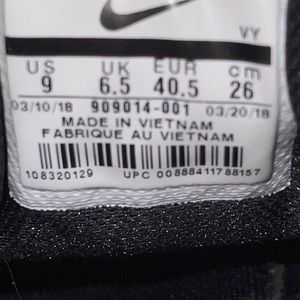 VY
US UK EUR cm
9 6.5 40.5 26
03/10/18 909014-001 03/20/18
MADE IN VIETNAM
FABRIQUE AU VIETNAM
108320129 UPC 00888411788157